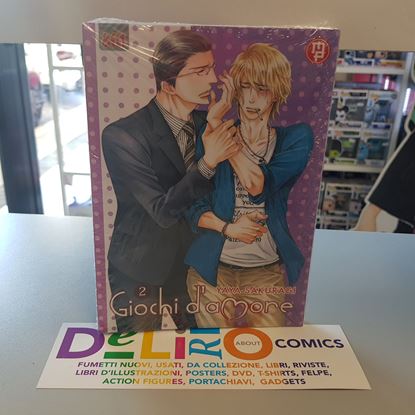 YAYA SAKURAGI
2
Giochi d'amore
DELIRIO
ABOUT
COMICS
FUMETTI NUOVI, USATI, DA COLLEZIONE, LIBRI, RIVISTE,
LIBRI D'ILLUSTRAZIONI, POSTERS, DVD, T-SHIRTS, FELPE,
ACTION FIGURES, PORTACHIAVI, GADGETS